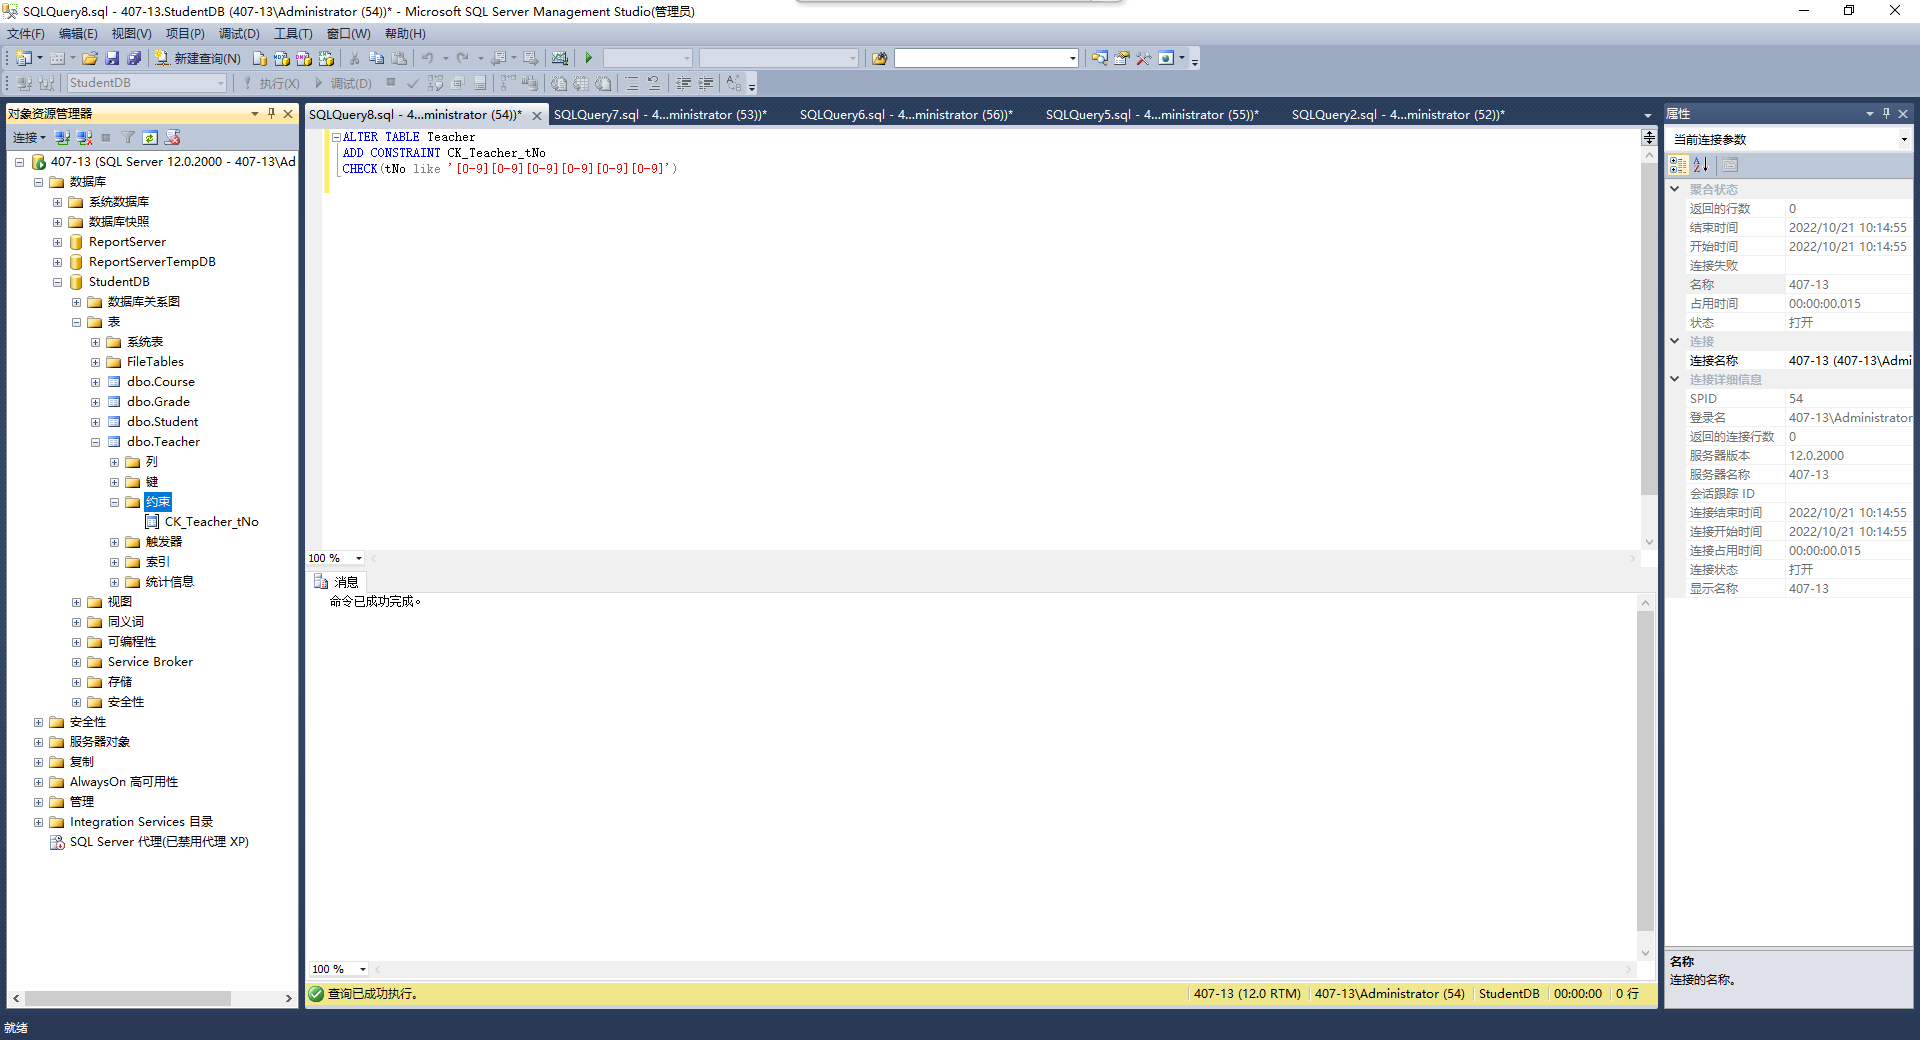 SQLQuery8.sql - 407-13.StudentDB (407-13\Administrator (54))* - Microsoft SQL Server Management Studio(管理员)
文件(F) 编辑(E) 视图(V) 项目(P) 调试(D) 工具(T) 窗口(W) 帮助(H)
新建查询(N)
StudentDB 执行(X) 调试(D)
对象资源管理器
连接
407-13 (SQL Server 12.0.2000 - 407-13\Ad
数据库
系统数据库
数据库快照
ReportServer
ReportServerTempDB
StudentDB
数据库关系图
表
系统表
FileTables
dbo.Course
dbo.Grade
dbo.Student
dbo.Teacher
列
键
约束
CK_Teacher_tNo
触发器
索引
统计信息
视图
同义词
可编程性
Service Broker
存储
安全性
安全性
服务器对象
复制
AlwaysOn 高可用性
管理
Integration Services 目录
SQL Server 代理(已禁用代理 XP)
SQLQuery8.sql - 4...ministrator (54))* SQLQuery7.sql - 4...ministrator (53))* SQLQuery6.sql - 4...ministrator (56))* SQLQuery5.sql - 4...ministrator (55))* SQLQuery2.sql - 4...ministrator (52))*
ALTER TABLE Teacher
ADD CONSTRAINT CK_Teacher_tNo
CHECK(tNo like '[0-9][0-9][0-9][0-9][0-9][0-9]')
100 %
消息
命令已成功完成。
100 %
查询已成功执行。 407-13 (12.0 RTM) 407-13\Administrator (54) StudentDB 00:00:00 0 行
属性
当前连接参数
聚合状态
返回的行数 0
结束时间 2022/10/21 10:14:55
开始时间 2022/10/21 10:14:55
连接失败
名称 407-13
占用时间 00:00:00.015
状态 打开
连接
连接名称 407-13 (407-13\Admi
连接详细信息
SPID 54
登录名 407-13\Administrator
返回的连接行数 0
服务器版本 12.0.2000
服务器名称 407-13
会话跟踪 ID
连接结束时间 2022/10/21 10:14:55
连接开始时间 2022/10/21 10:14:55
连接占用时间 00:00:00.015
连接状态 打开
显示名称 407-13
名称
连接的名称。
就绪